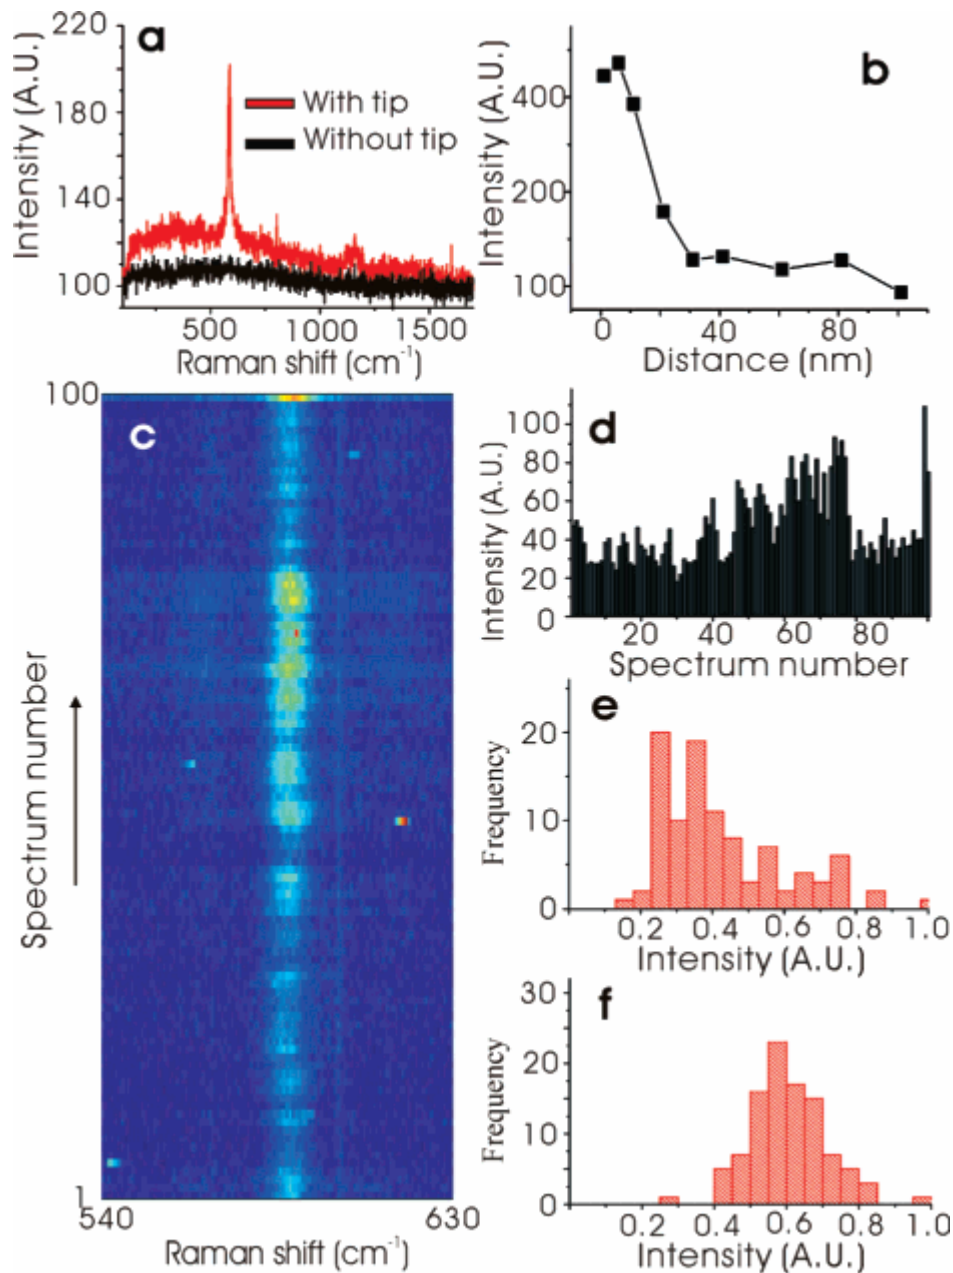 a
Intensity (A.U.)
220
180
140
100
With tip
Without tip
500
1000
1500
Raman shift (cm-1)
b
Intensity (A.U.)
400
200
100
0
40
80
Distance (nm)
c
100
1
Spectrum number
540
630
Raman shift (cm-1)
d
Intensity (A.U.)
100
80
60
40
20
0
20
40
60
80
Spectrum number
e
Frequency
20
10
0
0.2
0.4
0.6
0.8
1.0
Intensity (A.U.)
f
Frequency
30
20
10
0
0.2
0.4
0.6
0.8
1.0
Intensity (A.U.)